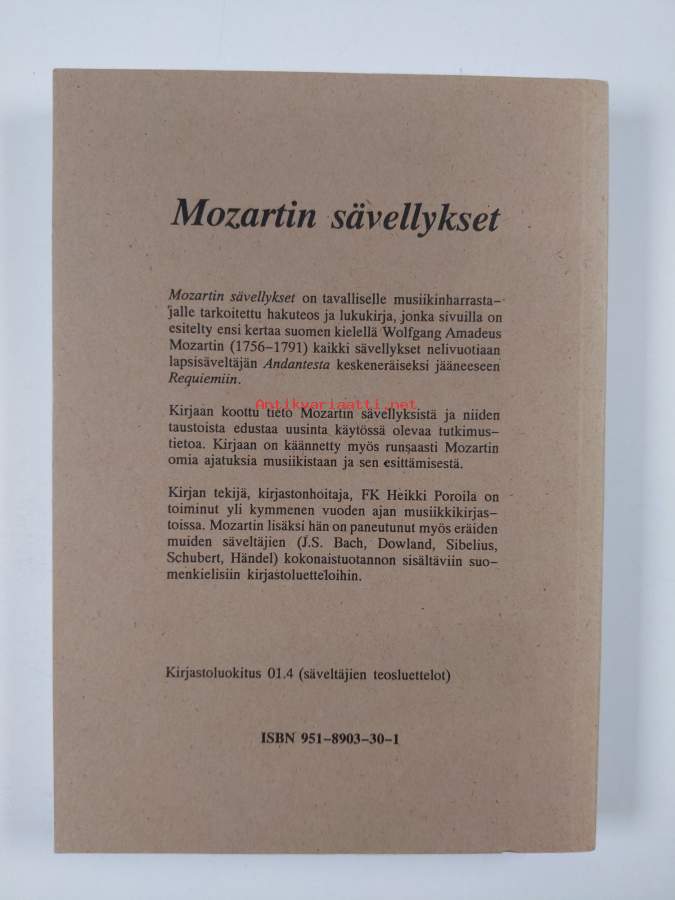 Mozartin sävellykset
Mozartin sävellykset on tavalliselle musiikinharrasta-
jalle tarkoitettu hakuteos ja lukukirja, jonka sivuilla on
esitelty ensi kertaa suomen kielellä Wolfgang Amadeus
Mozartin (1756-1791) kaikki sävellykset nelivuotiaan
lapsisäveltäjän Andantesta keskeneräiseksi jääneeseen
Requiemiin.
Antikvariaatti.net
Kirjaan koottu tieto Mozartin sävellyksistä ja niiden
taustoista edustaa uusinta käytössä olevaa tutkimus-
tietoa. Kirjaan on käännetty myös runsaasti Mozartin
omia ajatuksia musiikistaan ja sen esittämisestä.
Kirjan tekijä, kirjastonhoitaja, FK Heikki Poroila on
toiminut yli kymmenen vuoden ajan musiikkikirjas-
toissa. Mozartin lisäksi hän on paneutunut myös eräiden
muiden säveltäjien (J.S. Bach, Dowland, Sibelius,
Schubert, Händel) kokonaistuotannon sisältäviin suo-
menkielisiin kirjastoluetteloihin.
Kirjastoluokitus 01.4 (säveltäjien teosluettelot)
ISBN 951-8903-30-1